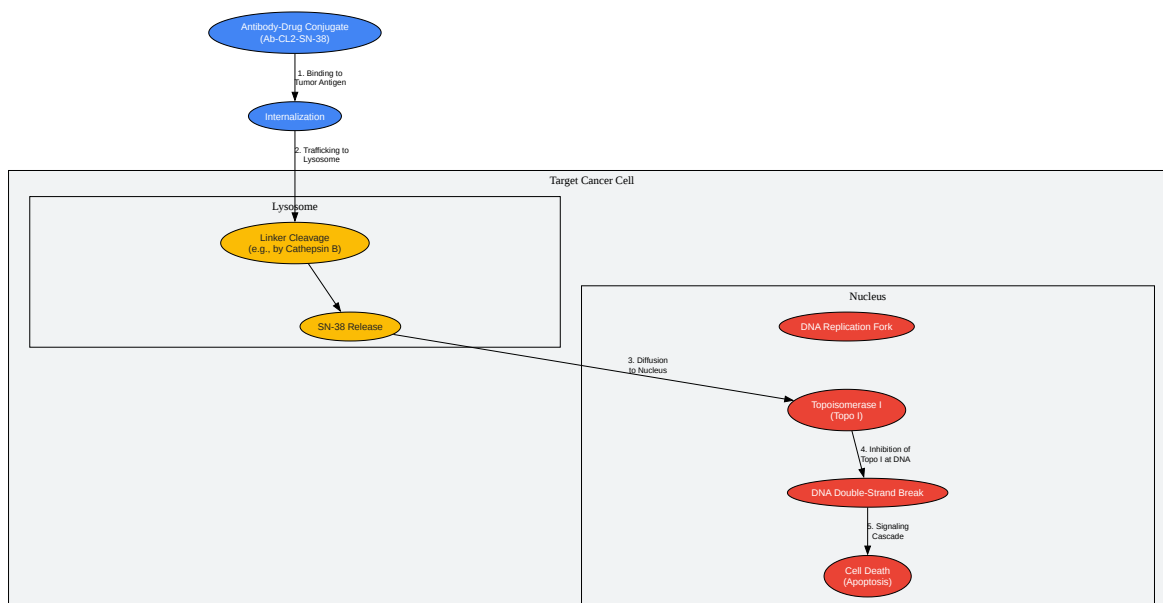 Antibody-Drug Conjugate
(Ab-CL2-SN-38)
1. Binding to
Tumor Antigen
Internalization
2. Trafficking to
Lysosome
Target Cancer Cell
Lysosome
Linker Cleavage
(e.g., by Cathepsin B)
SN-38 Release
Nucleus
DNA Replication Fork
3. Diffusion
to Nucleus
Topoisomerase I
(Topo I)
4. Inhibition of
Topo I at DNA
DNA Double-Strand Break
5. Signaling
Cascade
Cell Death
(Apoptosis)